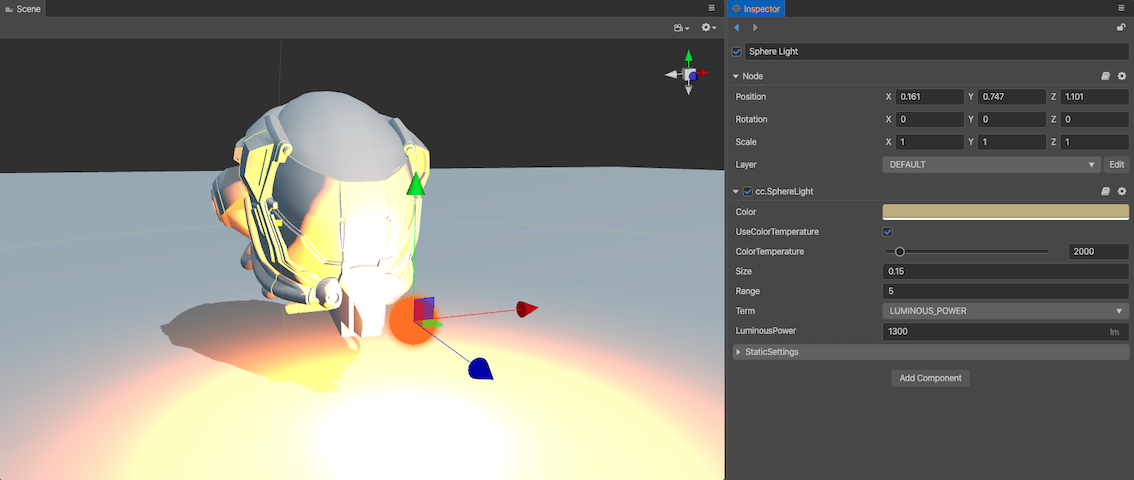 Scene
Inspector
Sphere Light
Node
Position X 0.161 Y 0.747 Z 1.101
Rotation X 0 Y 0 Z 0
Scale X 1 Y 1 Z 1
Layer DEFAULT Edit
cc.SphereLight
Color
UseColorTemperature
ColorTemperature 2000
Size 0.15
Range 5
Term LUMINOUS_POWER
LuminousPower 1300 lm
StaticSettings
Add Component